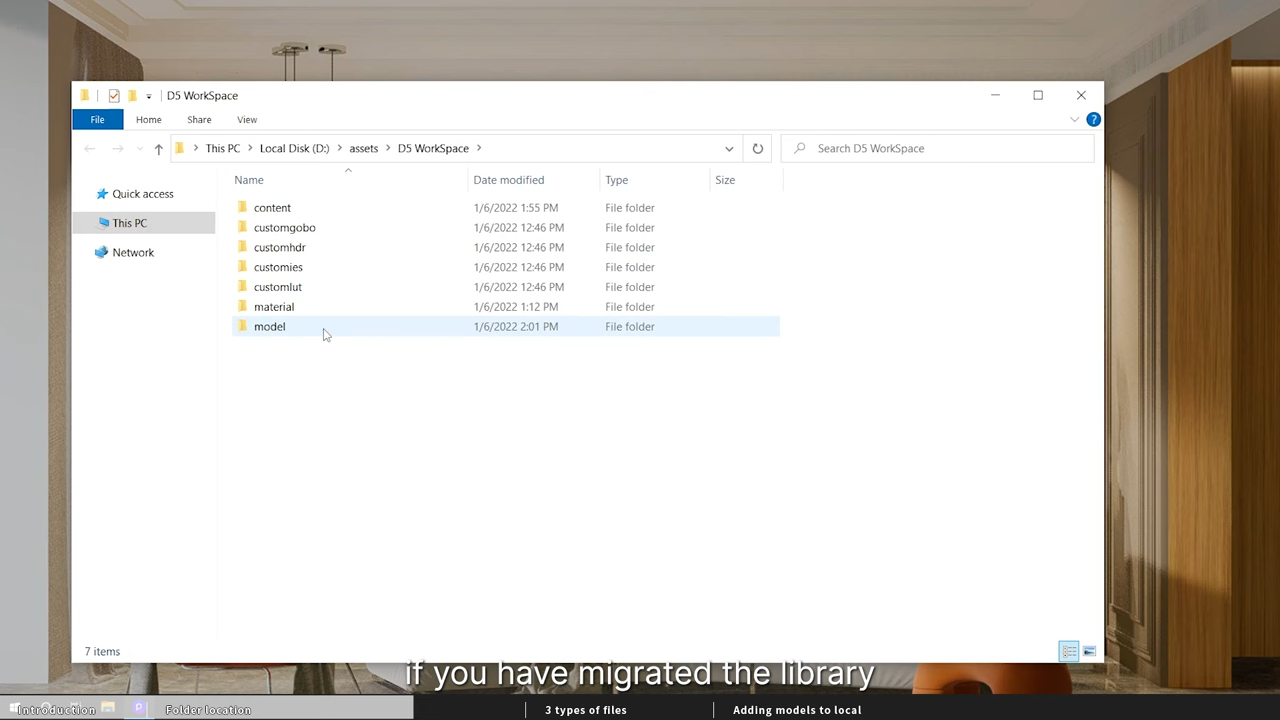 D5 WorkSpace
File Home Share View
This PC Local Disk (D:) assets D5 WorkSpace
Search D5 WorkSpace
Quick access
This PC
Network
Name Date modified Type Size
content 1/6/2022 1:55 PM File folder
customgobo 1/6/2022 12:46 PM File folder
customhdr 1/6/2022 12:46 PM File folder
customies 1/6/2022 12:46 PM File folder
customlut 1/6/2022 12:46 PM File folder
material 1/6/2022 1:12 PM File folder
model 1/6/2022 2:01 PM File folder
7 items
if you have migrated the library
Introduction Folder location 3 types of files Adding models to local